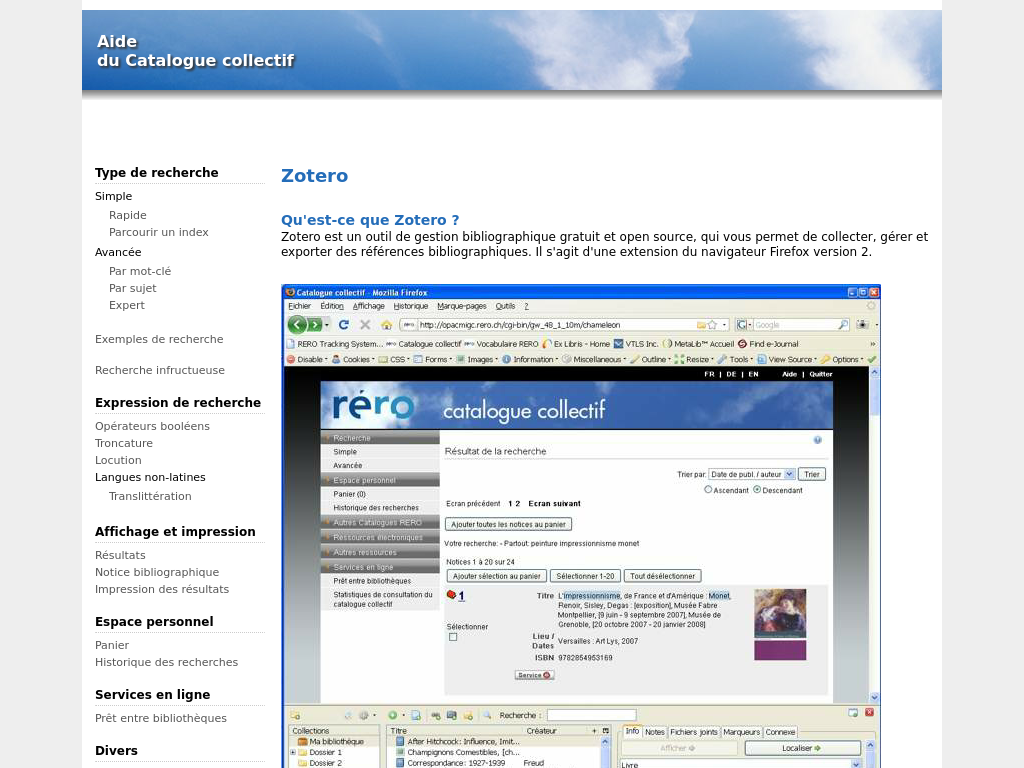 Aide
du Catalogue collectif
Type de recherche
Simple
Rapide
Parcourir un index
Avancée
Par mot-clé
Par sujet
Expert
Exemples de recherche
Recherche infructueuse
Expression de recherche
Opérateurs booléens
Troncature
Locution
Langues non-latines
Translittération
Affichage et impression
Résultats
Notice bibliographique
Impression des résultats
Espace personnel
Panier
Historique des recherches
Services en ligne
Prêt entre bibliothèques
Divers
Zotero
Qu'est-ce que Zotero ?
Zotero est un outil de gestion bibliographique gratuit et open source, qui vous permet de collecter, gérer et
exporter des références bibliographiques. Il s'agit d'une extension du navigateur Firefox version 2.
Catalogue collectif - Mozilla Firefox
Fichier Édition Affichage Historique Marque-pages Outils ?
http://opacmigc.rero.ch/cgi-bin/gw_48_1_10m/chameleon
Google
RERO Tracking System... Catalogue collectif Vocabulaire RERO Ex Libris - Home VTLS Inc. MetaLib™ Accueil Find e-Journal »
Disable Cookies CSS Forms Images Information Miscellaneous Outline Resize Tools View Source Options
FR | DE | EN Aide | Quitter
réro catalogue collectif
Recherche
Simple
Avancée
Espace personnel
Panier (0)
Historique des recherches
Autres Catalogues RERO
Ressources électroniques
Autres ressources
Services en ligne
Prêt entre bibliothèques
Statistiques de consultation du
catalogue collectif
Résultat de la recherche
Trier par: Date de publ. / auteur Trier
Ascendant Descendant
Ecran précédent 1 2 Ecran suivant
Ajouter toutes les notices au panier
Votre recherche: - Partout: peinture impressionnisme monet
Notices 1 à 20 sur 24
Ajouter sélection au panier Sélectionner 1-20 Tout désélectionner
1
Sélectionner
Titre L'impressionnisme, de France et d'Amérique : Monet,
Renoir, Sisley, Degas : [exposition], Musée Fabre
Montpellier, [9 juin - 9 septembre 2007], Musée de
Grenoble, [20 octobre 2007 - 20 janvier 2008]
Lieu / Dates Versailles : Art Lys, 2007
ISBN 9782854953169
Service
Recherche :
Collections
Ma bibliothèque
Dossier 1
Dossier 2
Titre Créateur +
After Hitchcock: Influence, Imit...
Champignons Comestibles, [ch...
Correspondance: 1927-1939 Freud
Info Notes Fichiers joints Marqueurs Connexe
Afficher Localiser
Livre